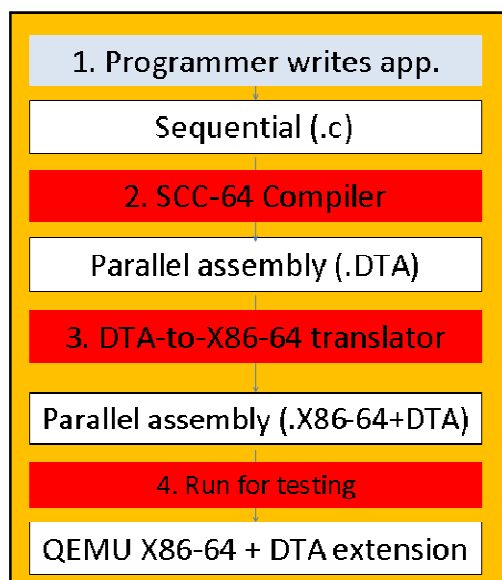 1. Programmer writes app.
Sequential (.c)
2. SCC-64 Compiler
Parallel assembly (.DTA)
3. DTA-to-X86-64 translator
Parallel assembly (.X86-64+DTA)
4. Run for testing
QEMU X86-64 + DTA extension